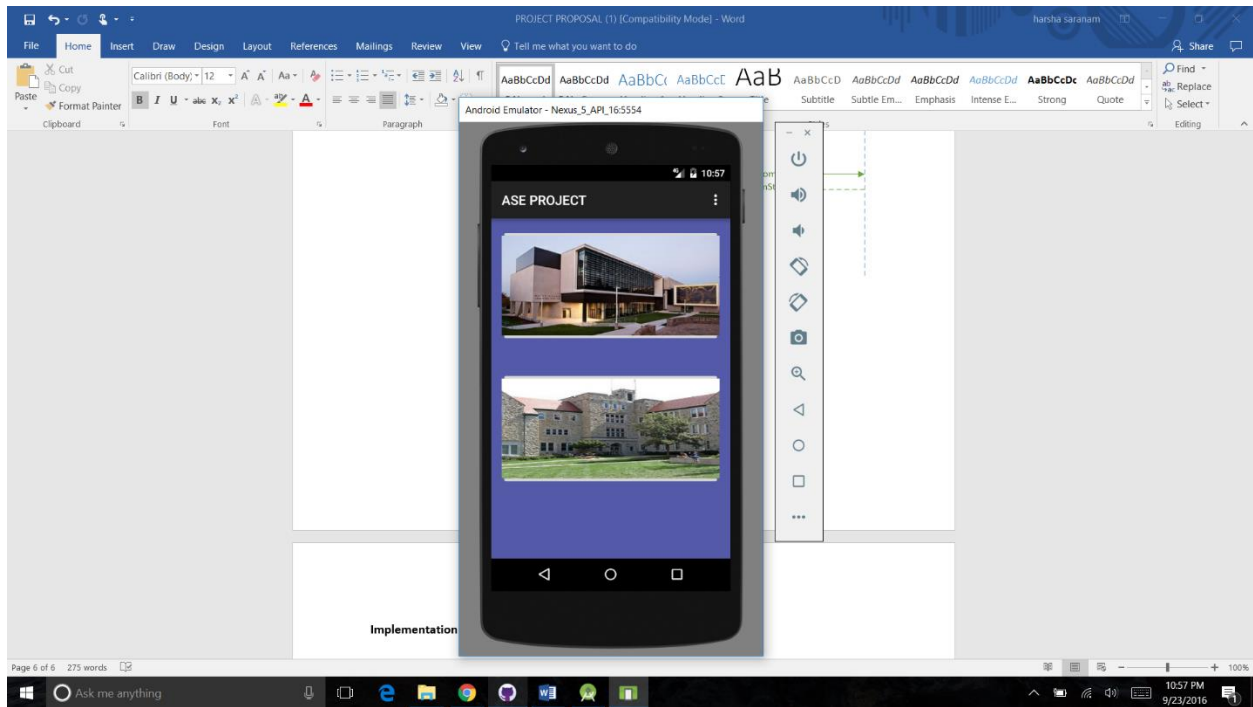 PROJECT PROPOSAL (1) [Compatibility Mode] - Word
harsha saranam
File Home Insert Draw Design Layout References Mailings Review View Tell me what you want to do
Share
Paste
Cut
Copy
Format Painter
Clipboard
Calibri (Body) 12
Font
Paragraph
AaBbCcDd AaBbCcDd AaBbC( AaBbCcE AaB AaBbCcD AaBbCcDd AaBbCcDd AaBbCcDd AaBbCcDc AaBbCcDd
Subtitle Subtle Em... Emphasis Intense E... Strong Quote
Find
Replace
Select
Editing
Android Emulator - Nexus_5_API_16:5554
4G 10:57
ASE PROJECT
Implementation
Page 6 of 6 275 words
100%
Ask me anything
10:57 PM
9/23/2016